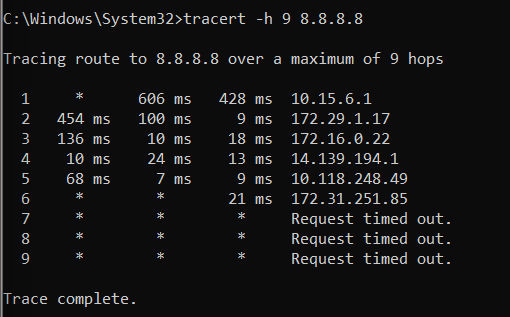 C:\Windows\System32>tracert -h 9 8.8.8.8
Tracing route to 8.8.8.8 over a maximum of 9 hops
1 * 606 ms 428 ms 10.15.6.1
2 454 ms 100 ms 9 ms 172.29.1.17
3 136 ms 10 ms 18 ms 172.16.0.22
4 10 ms 24 ms 13 ms 14.139.194.1
5 68 ms 7 ms 9 ms 10.118.248.49
6 * * 21 ms 172.31.251.85
7 * * * Request timed out.
8 * * * Request timed out.
9 * * * Request timed out.
Trace complete.